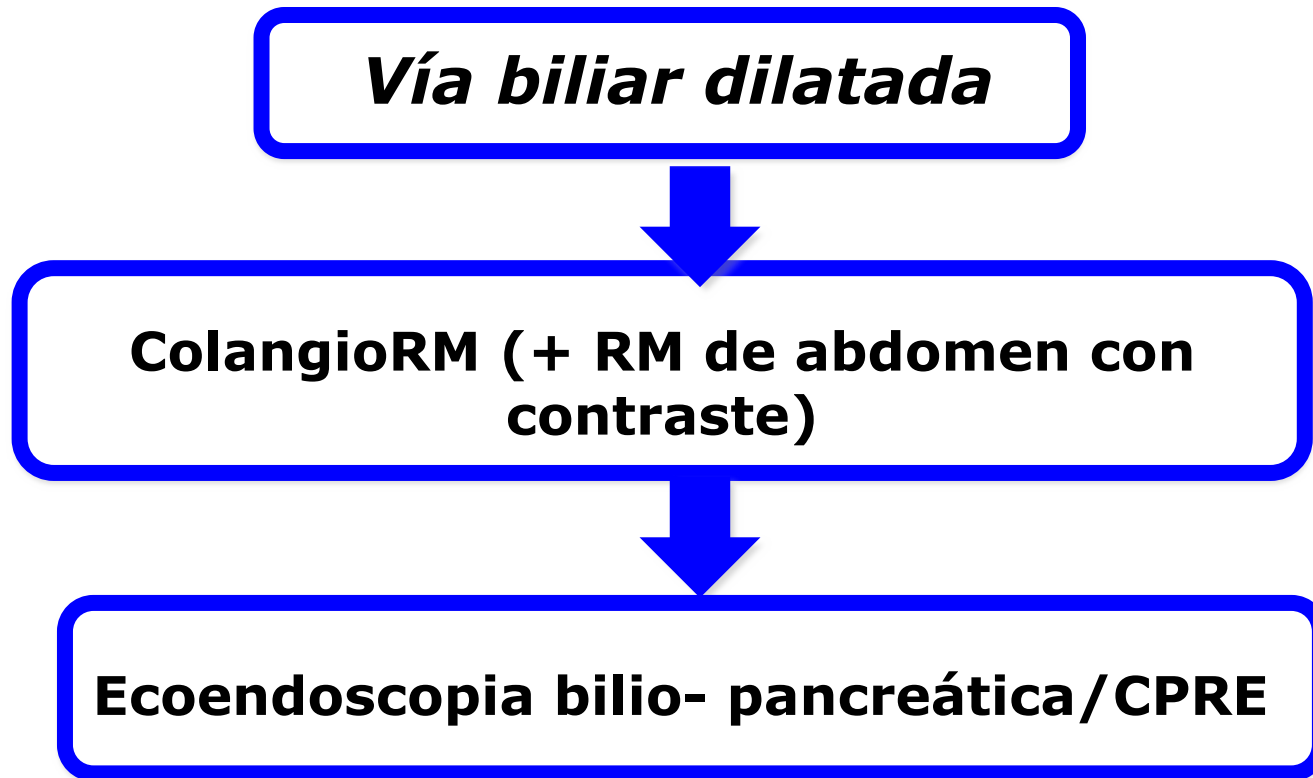 Vía biliar dilatada
ColangioRM (+ RM de abdomen con
contraste)
Ecoendoscopia bilio- pancreática/CPRE